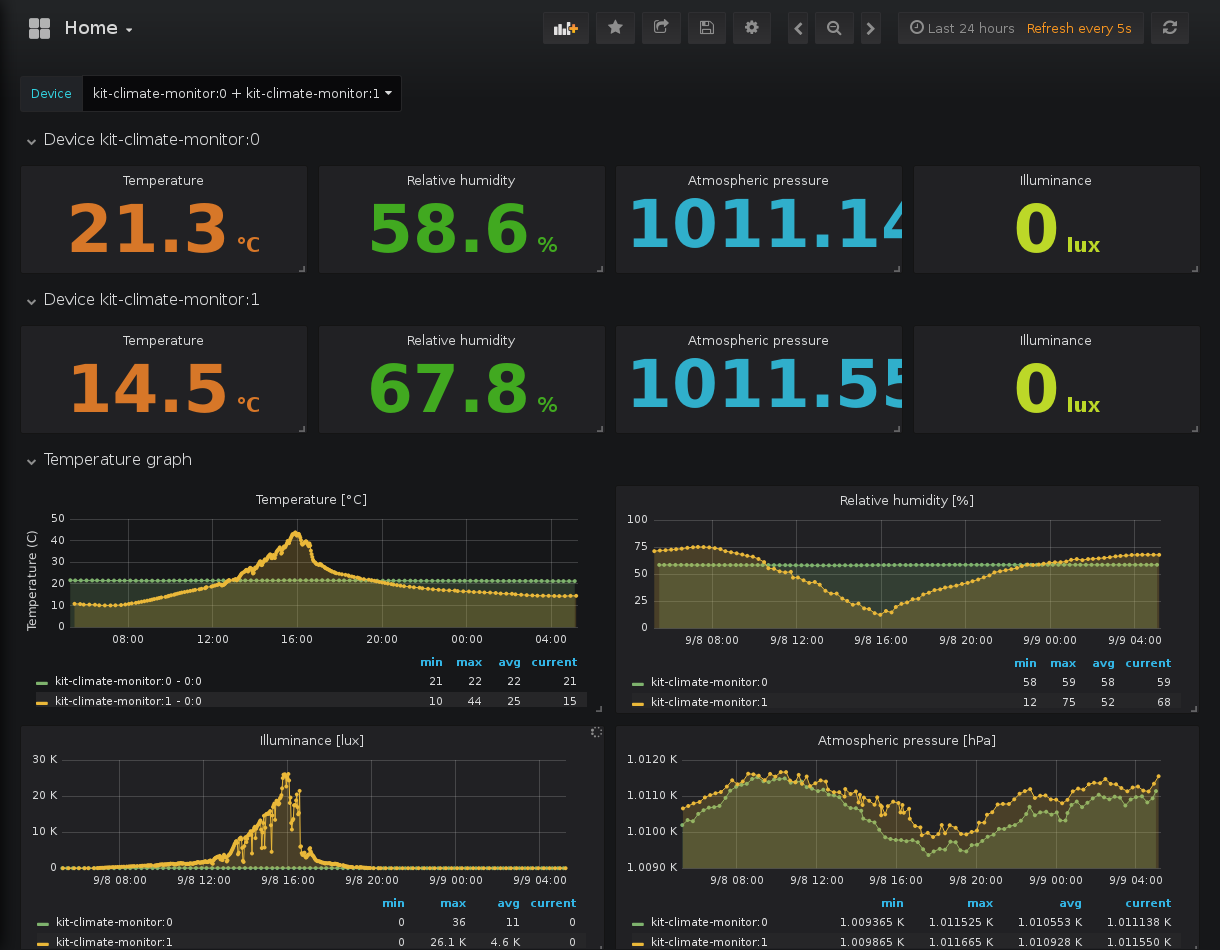 Home
Last 24 hours Refresh every 5s
Device kit-climate-monitor:0 + kit-climate-monitor:1
Device kit-climate-monitor:0
Temperature Relative humidity Atmospheric pressure Illuminance
21.3 °C 58.6 % 1011.14 0 lux
Device kit-climate-monitor:1
Temperature Relative humidity Atmospheric pressure Illuminance
14.5 °C 67.8 % 1011.55 0 lux
Temperature graph
Temperature [°C]
Temperature (C)
50
40
30
20
10
0
08:00 12:00 16:00 20:00 00:00 04:00
min max avg current
kit-climate-monitor:0 - 0:0 21 22 22 21
kit-climate-monitor:1 - 0:0 10 44 25 15
Relative humidity [%]
100
75
50
25
0
9/8 08:00 9/8 12:00 9/8 16:00 9/8 20:00 9/9 00:00 9/9 04:00
min max avg current
kit-climate-monitor:0 58 59 58 59
kit-climate-monitor:1 12 75 52 68
Illuminance [lux]
30 K
20 K
10 K
0
9/8 08:00 9/8 12:00 9/8 16:00 9/8 20:00 9/9 00:00 9/9 04:00
min max avg current
kit-climate-monitor:0 0 36 11 0
kit-climate-monitor:1 0 26.1 K 4.6 K 0
Atmospheric pressure [hPa]
1.0120 K
1.0110 K
1.0100 K
1.0090 K
9/8 08:00 9/8 12:00 9/8 16:00 9/8 20:00 9/9 00:00 9/9 04:00
min max avg current
kit-climate-monitor:0 1.009365 K 1.011525 K 1.010553 K 1.011138 K
kit-climate-monitor:1 1.009865 K 1.011665 K 1.010928 K 1.011550 K